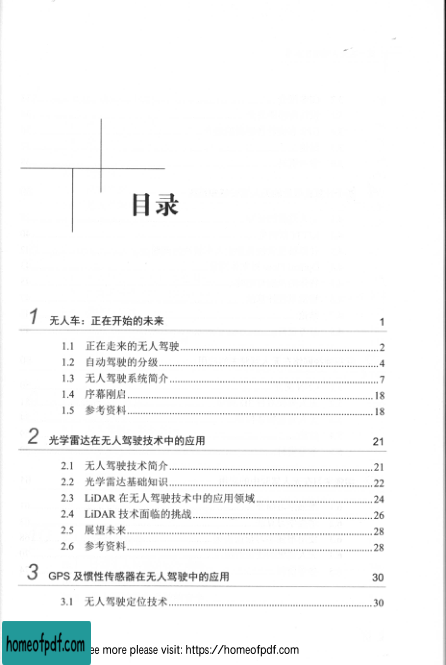 目录
1 无人车：正在开始的未来 1
1.1 正在走来的无人驾驶 2
1.2 自动驾驶的分级 4
1.3 无人驾驶系统简介 7
1.4 序幕刚启 18
1.5 参考资料 18
2 光学雷达在无人驾驶技术中的应用 21
2.1 无人驾驶技术简介 21
2.2 光学雷达基础知识 22
2.3 LiDAR 在无人驾驶技术中的应用领域 24
2.4 LiDAR 技术面临的挑战 26
2.5 展望未来 28
2.6 参考资料 28
3 GPS 及惯性传感器在无人驾驶中的应用 30
3.1 无人驾驶定位技术 30
homeofpdf.com ee more please visit: https://homeofpdf.com